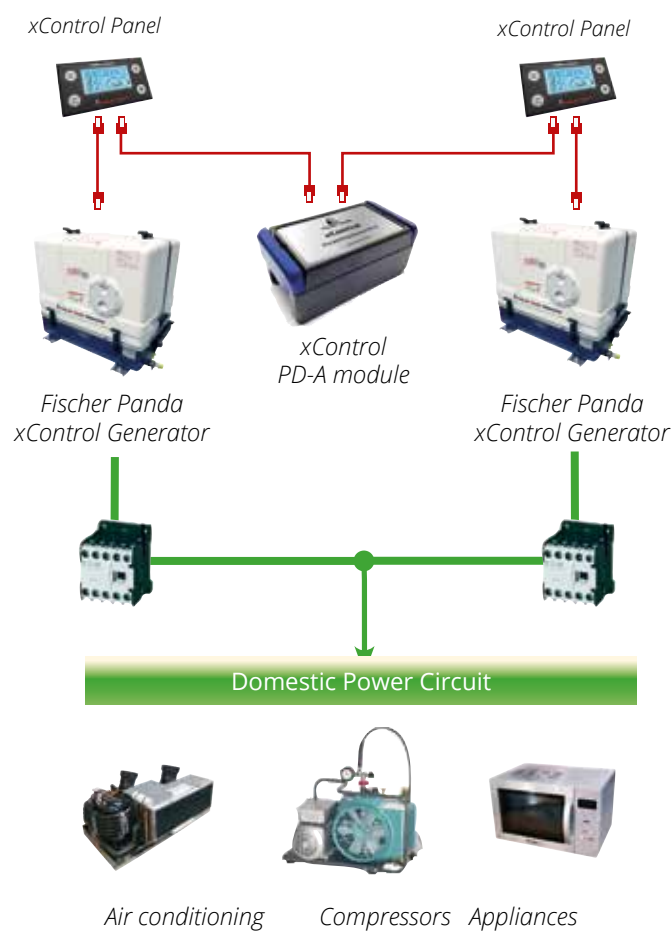 xControl Panel
xControl Panel
xControl
xControl
PD-A module
Fischer Panda
xControl Generator
Fischer Panda
xControl Generator
Domestic Power Circuit
Air conditioning
Compressors
Appliances